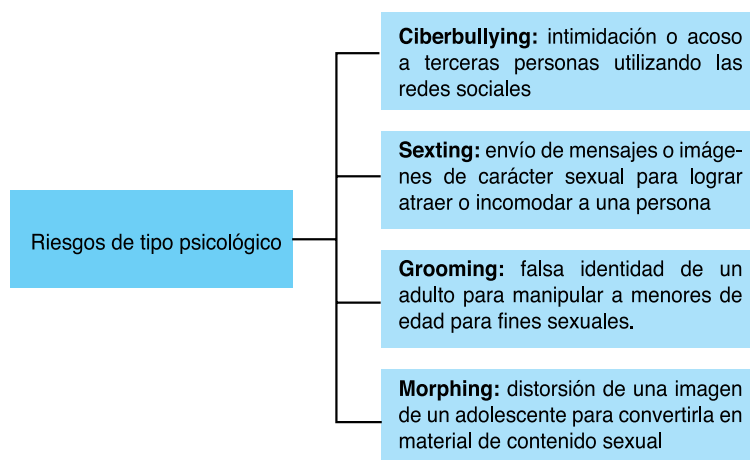 Riesgos de tipo psicológico
Ciberbullying: intimidación o acoso
a terceras personas utilizando las
redes sociales
Sexting: envío de mensajes o imáge-
nes de carácter sexual para lograr
atraer o incomodar a una persona
Grooming: falsa identidad de un
adulto para manipular a menores de
edad para fines sexuales.
Morphing: distorsión de una imagen
de un adolescente para convertirla en
material de contenido sexual